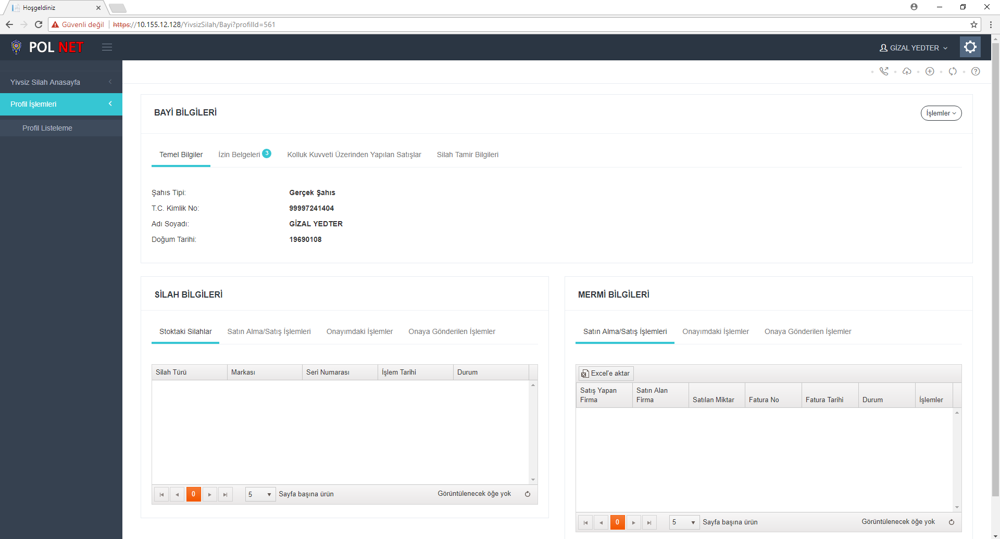 Hoşgeldiniz
Güvenli değil https://10.155.12.128/YivsizSilah/Bayi?profilId=561
POL NET
GİZAL YEDTER
Yivsiz Silah Anasayfa
Profil İşlemleri
Profil Listeleme
BAYİ BİLGİLERİ
İşlemler
Temel Bilgiler İzin Belgeleri 3 Kolluk Kuvveti Üzerinden Yapılan Satışlar Silah Tamir Bilgileri
Şahıs Tipi: Gerçek Şahıs
T.C. Kimlik No: 99997241404
Adı Soyadı: GİZAL YEDTER
Doğum Tarihi: 19690108
SİLAH BİLGİLERİ
Stoktaki Silahlar Satın Alma/Satış İşlemleri Onayımdaki İşlemler Onaya Gönderilen İşlemler
Silah Türü Markası Seri Numarası İşlem Tarihi Durum
0 5 Sayfa başına ürün Görüntülenecek öğe yok
MERMİ BİLGİLERİ
Satın Alma/Satış İşlemleri Onayımdaki İşlemler Onaya Gönderilen İşlemler
Excel'e aktar
Satış Yapan Firma Satın Alan Firma Satılan Miktar Fatura No Fatura Tarihi Durum İşlemler
0 5 Sayfa başına ürün Görüntülenecek öğe yok